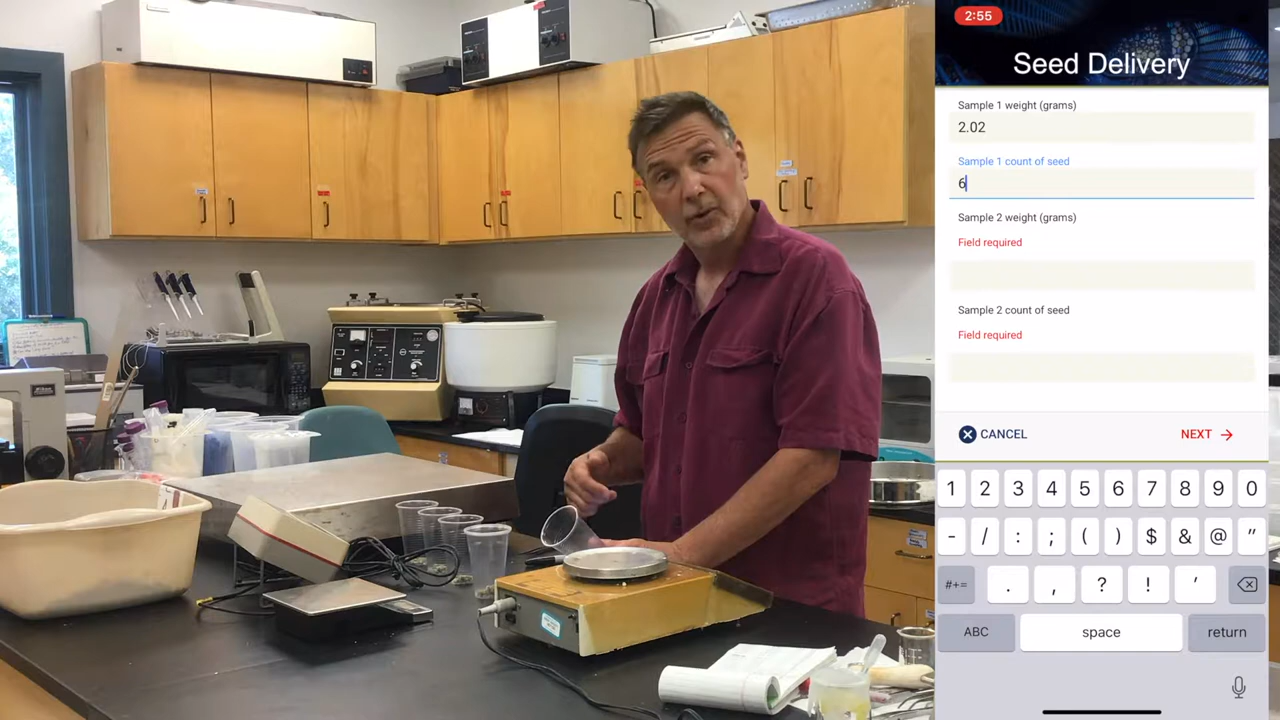 2:55
Seed Delivery
Sample 1 weight (grams)
2.02
Sample 1 count of seed
6
Sample 2 weight (grams)
Field required
Sample 2 count of seed
Field required
CANCEL
NEXT
1 2 3 4 5 6 7 8 9 0
- / : ; ( ) $ & @ "
#+= . , ? ! '
ABC space return